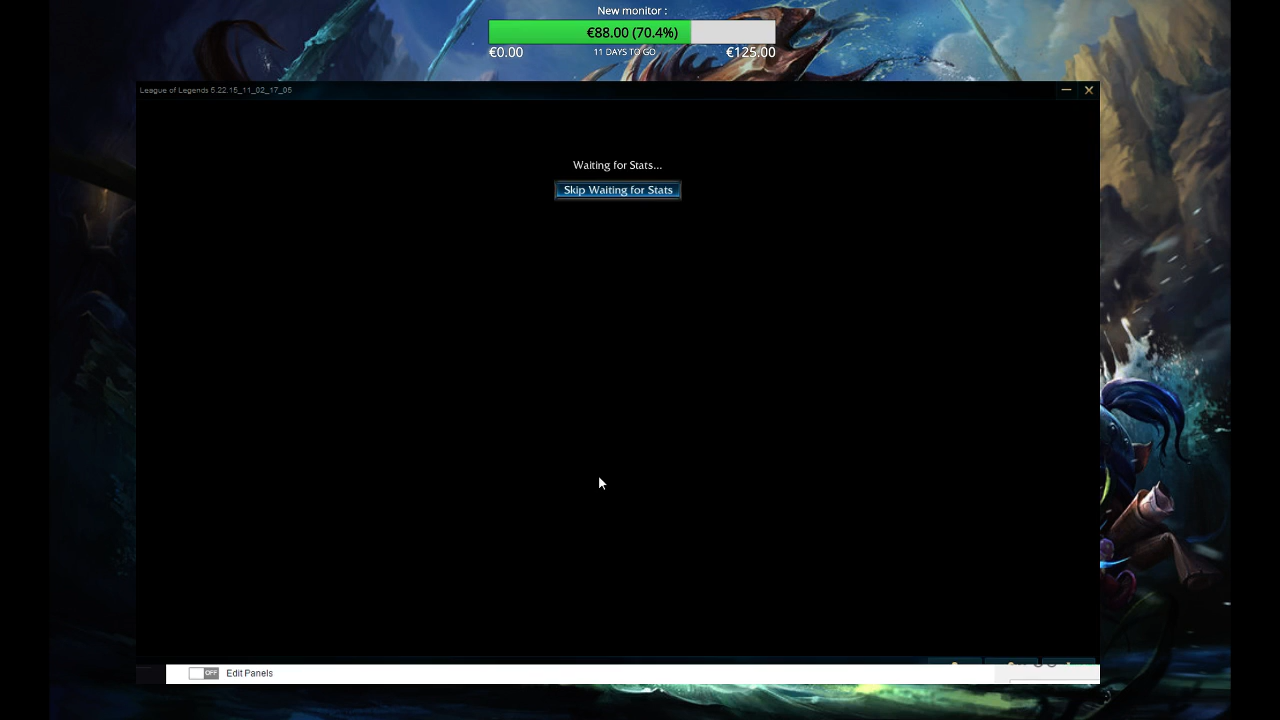 New monitor :
€88.00 (70.4%)
€0.00 11 DAYS TO GO €125.00
League of Legends 5.22.15_11_02_17_05
Waiting for Stats...
Skip Waiting for Stats
OFF Edit Panels